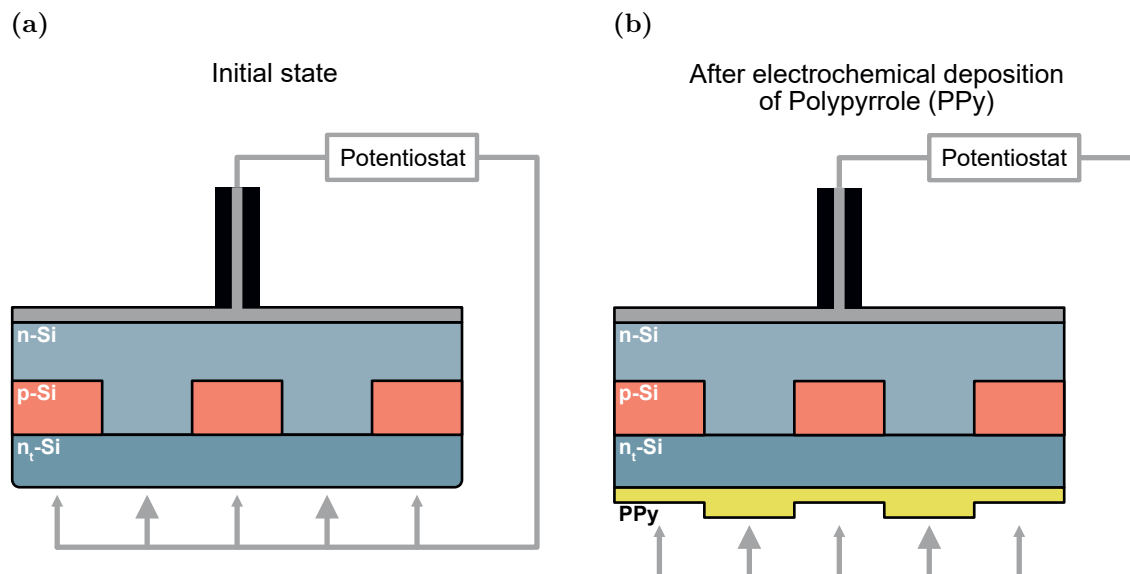 (a)
Initial state
Potentiostat
n-Si
p-Si
nₜ-Si
(b)
After electrochemical deposition
of Polypyrrole (PPy)
Potentiostat
n-Si
p-Si
nₜ-Si
PPy